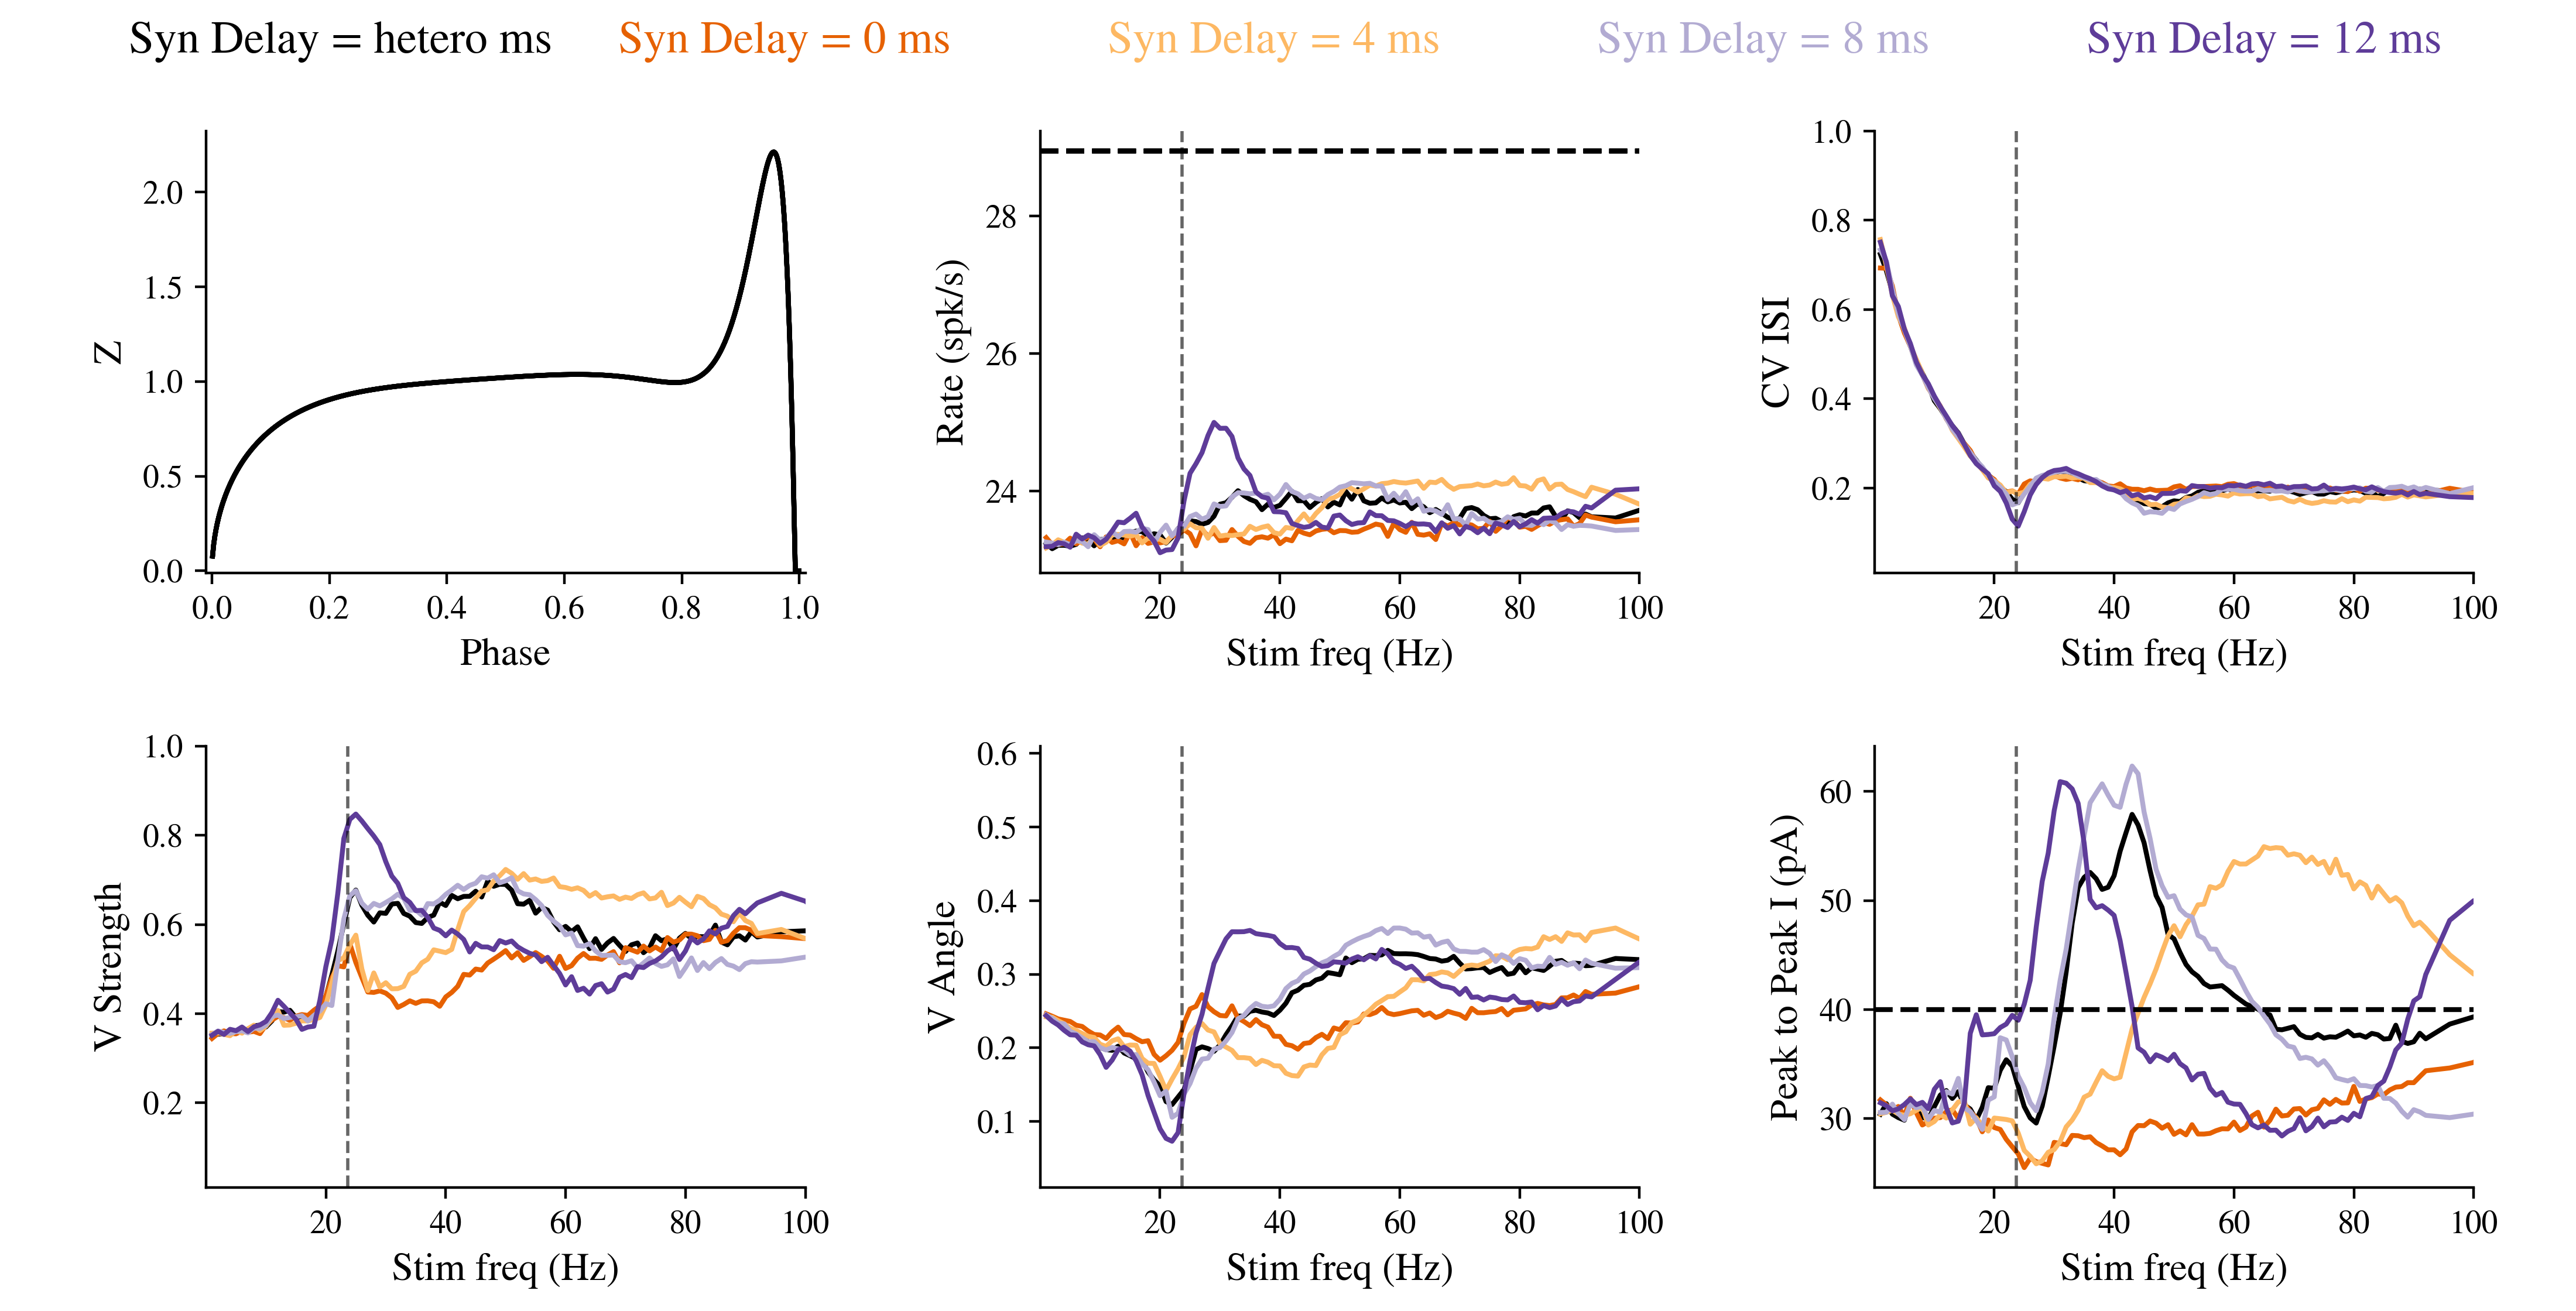 Syn Delay = hetero ms
Syn Delay = 0 ms
Syn Delay = 4 ms
Syn Delay = 8 ms
Syn Delay = 12 ms
Z
2.0
1.5
1.0
0.5
0.0
0.0 0.2 0.4 0.6 0.8 1.0
Phase
Rate (spk/s)
28
26
24
20 40 60 80 100
Stim freq (Hz)
CV ISI
1.0
0.8
0.6
0.4
0.2
20 40 60 80 100
Stim freq (Hz)
V Strength
1.0
0.8
0.6
0.4
0.2
20 40 60 80 100
Stim freq (Hz)
V Angle
0.6
0.5
0.4
0.3
0.2
0.1
20 40 60 80 100
Stim freq (Hz)
Peak to Peak I (pA)
60
50
40
30
20 40 60 80 100
Stim freq (Hz)